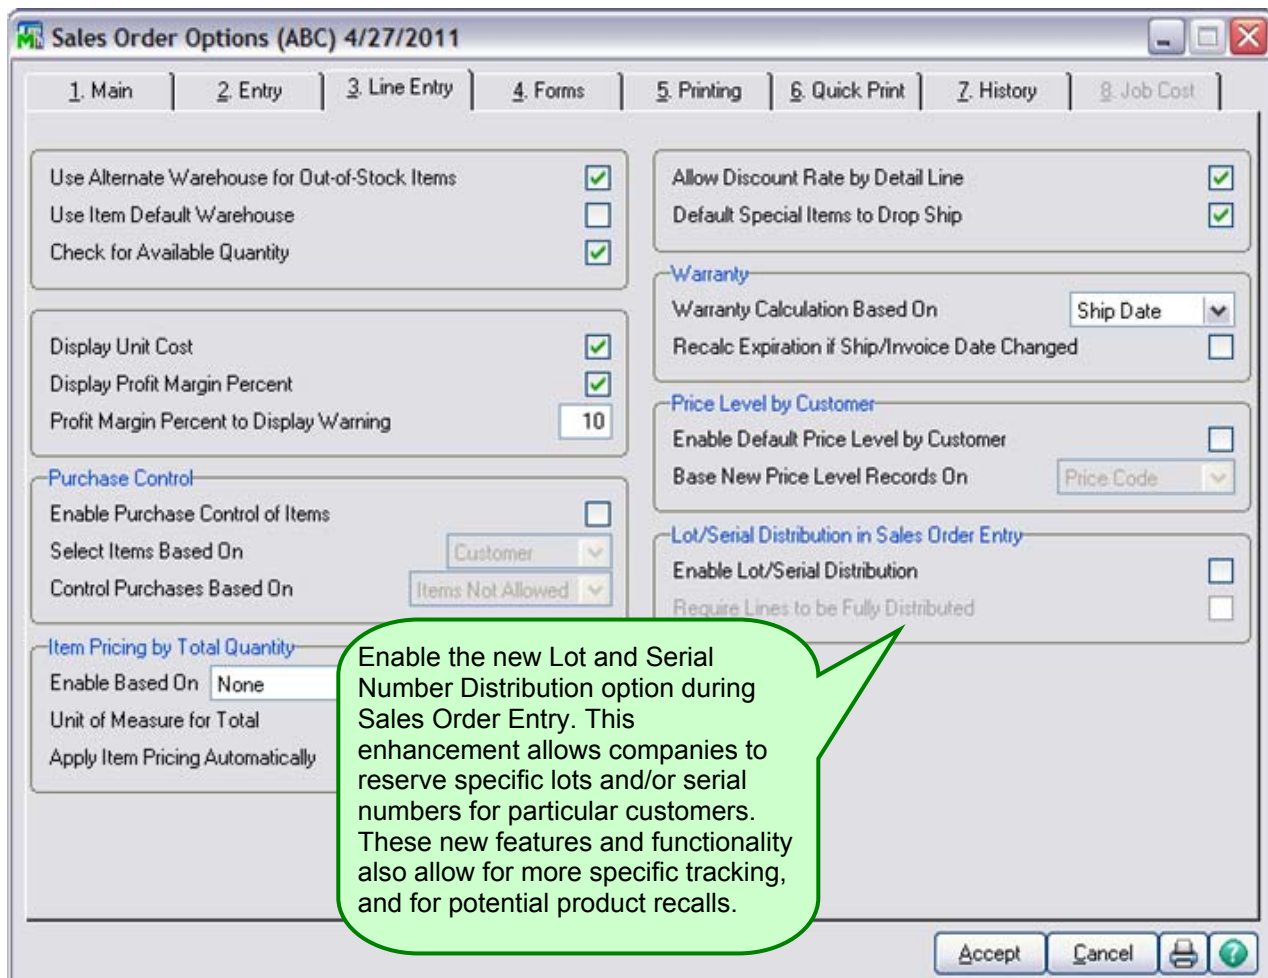 Sales Order Options (ABC) 4/27/2011
1. Main
2. Entry
3. Line Entry
4. Forms
5. Printing
6. Quick Print
7. History
8. Job Cost
Use Alternate Warehouse for Out-of-Stock Items
Use Item Default Warehouse
Check for Available Quantity
Display Unit Cost
Display Profit Margin Percent
Profit Margin Percent to Display Warning 10
Purchase Control
Enable Purchase Control of Items
Select Items Based On Customer
Control Purchases Based On Items Not Allowed
Item Pricing by Total Quantity
Enable Based On None
Unit of Measure for Total
Apply Item Pricing Automatically
Allow Discount Rate by Detail Line
Default Special Items to Drop Ship
Warranty
Warranty Calculation Based On Ship Date
Recalc Expiration if Ship/Invoice Date Changed
Price Level by Customer
Enable Default Price Level by Customer
Base New Price Level Records On Price Code
Lot/Serial Distribution in Sales Order Entry
Enable Lot/Serial Distribution
Require Lines to be Fully Distributed
Enable the new Lot and Serial
Number Distribution option during
Sales Order Entry. This
enhancement allows companies to
reserve specific lots and/or serial
numbers for particular customers.
These new features and functionality
also allow for more specific tracking,
and for potential product recalls.
Accept
Cancel